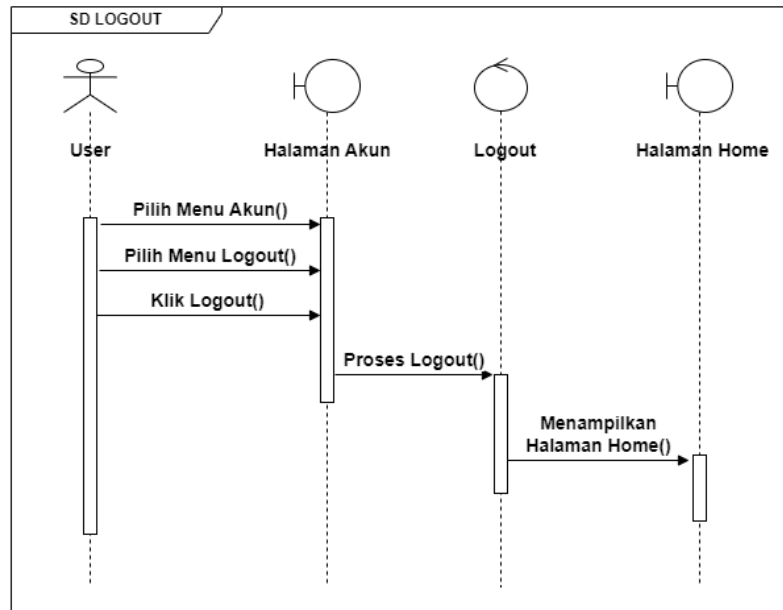 SD LOGOUT
User
Halaman Akun
Logout
Halaman Home
Pilih Menu Akun()
Pilih Menu Logout()
Klik Logout()
Proses Logout()
Menampilkan
Halaman Home()